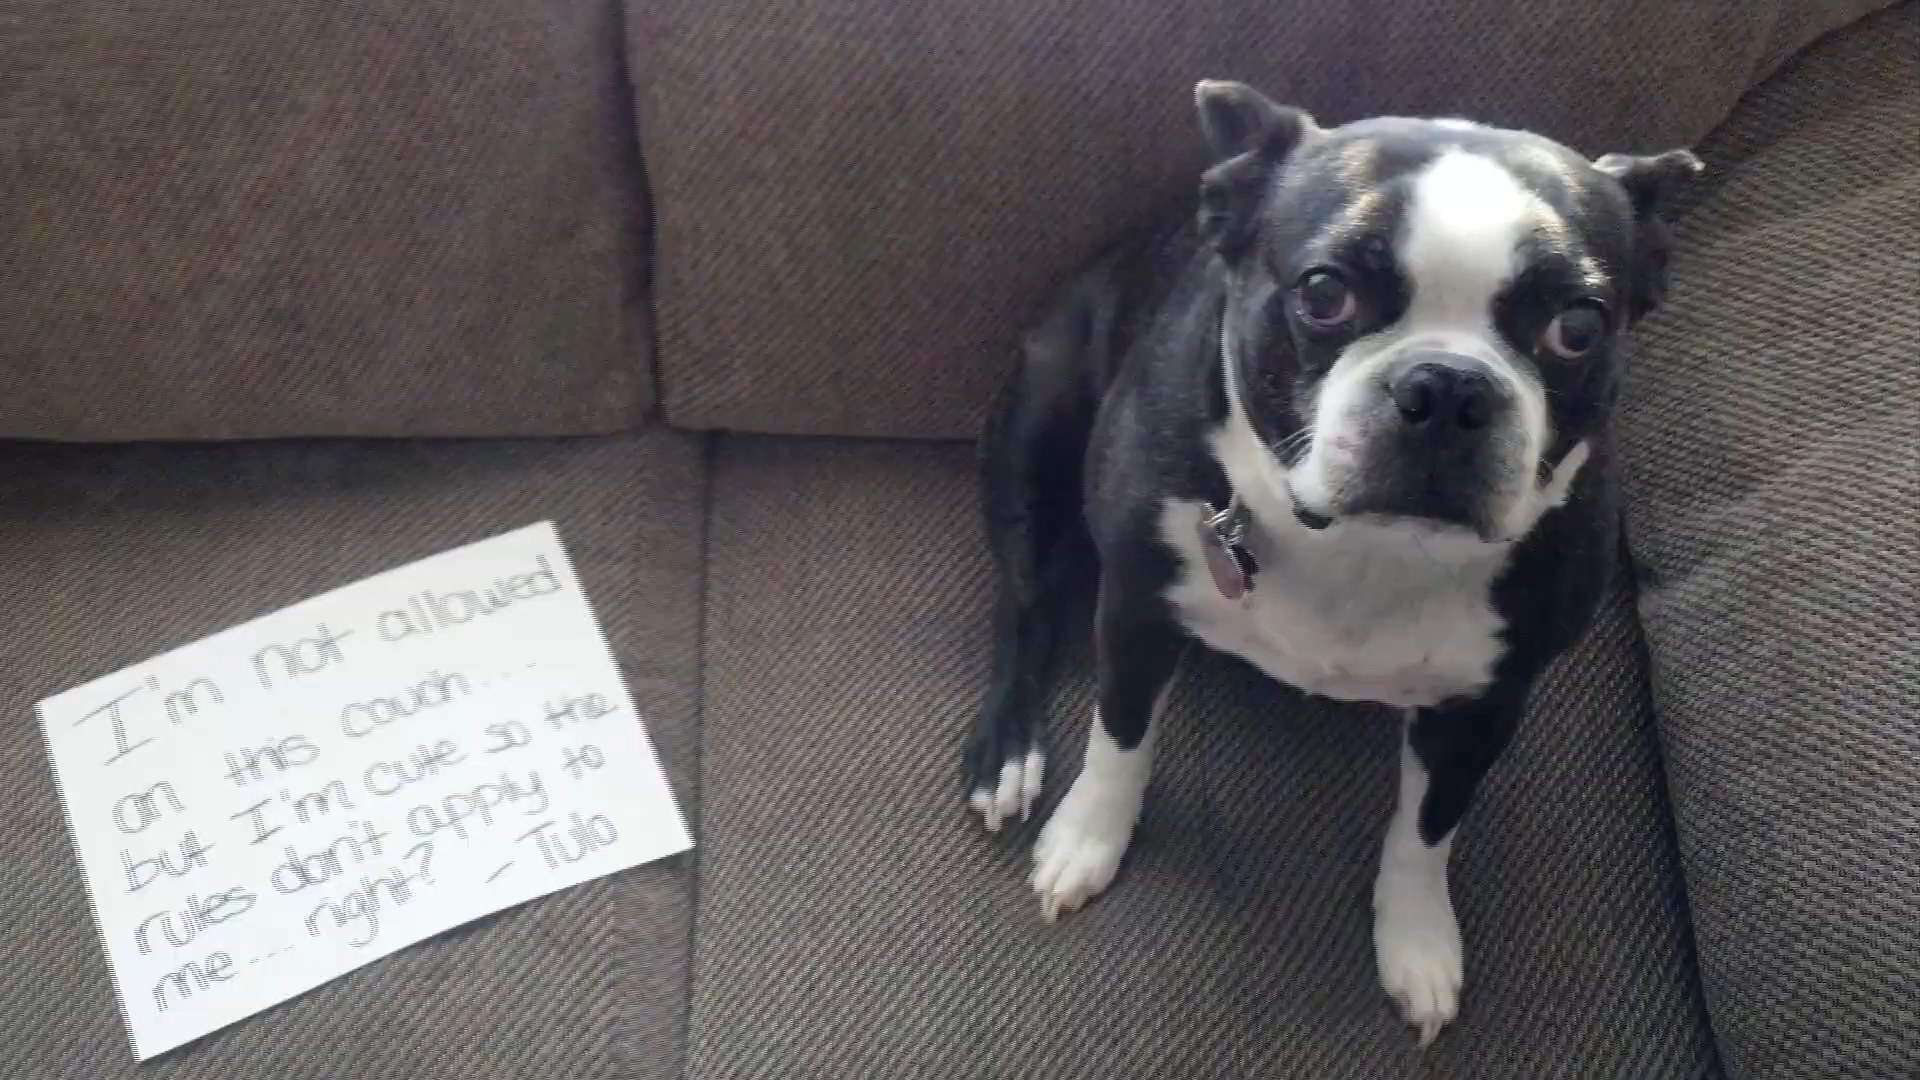 I'm not allowed
on this couch...
but I'm cute so the
rules don't apply to
me... right? - Tulo